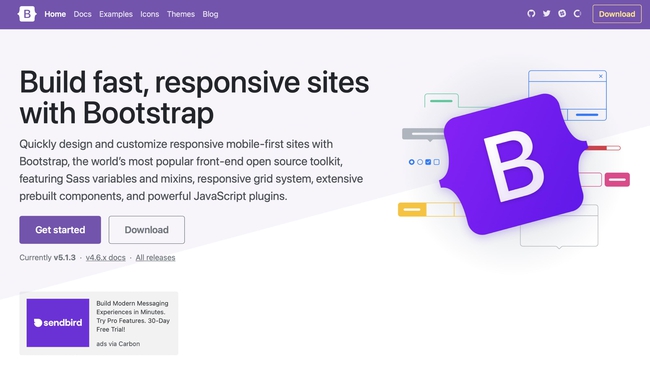 B Home Docs Examples Icons Themes Blog Download
Build fast, responsive sites
with Bootstrap
Quickly design and customize responsive mobile-first sites with
Bootstrap, the world’s most popular front-end open source toolkit,
featuring Sass variables and mixins, responsive grid system, extensive
prebuilt components, and powerful JavaScript plugins.
Get started Download
Currently v5.1.3 · v4.6.x docs · All releases
B
sendbird
Build Modern Messaging
Experiences in Minutes.
Try Pro Features. 30-Day
Free Trial!
ads via Carbon